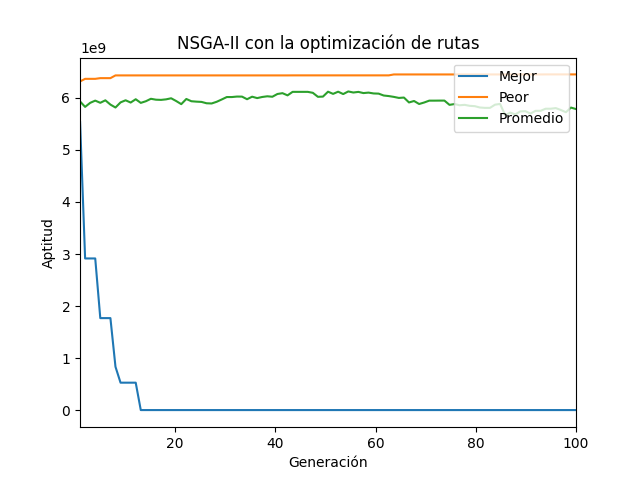 NSGA-II con la optimización de rutas
1e9
Mejor
Peor
Promedio
6
5
4
3
2
1
0
Aptitud
20
40
60
80
100
Generación